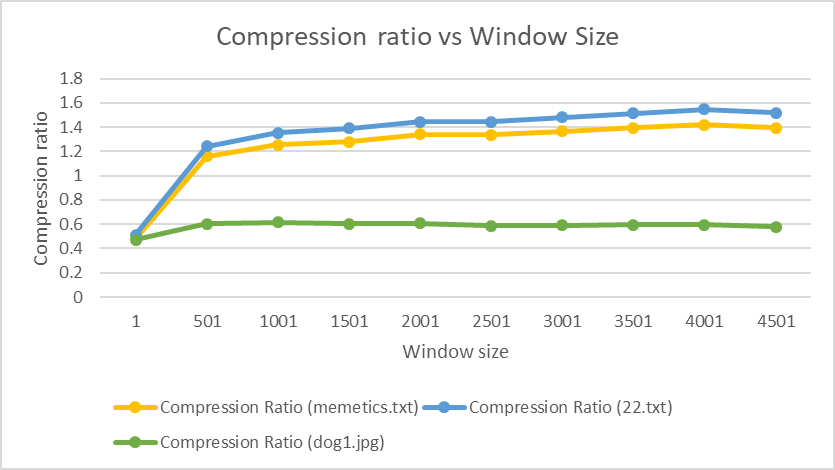 Compression ratio vs Window Size
Compression ratio
1.8
1.6
1.4
1.2
1
0.8
0.6
0.4
0.2
0
1 501 1001 1501 2001 2501 3001 3501 4001 4501
Window size
Compression Ratio (memetics.txt) Compression Ratio (22.txt)
Compression Ratio (dog1.jpg)